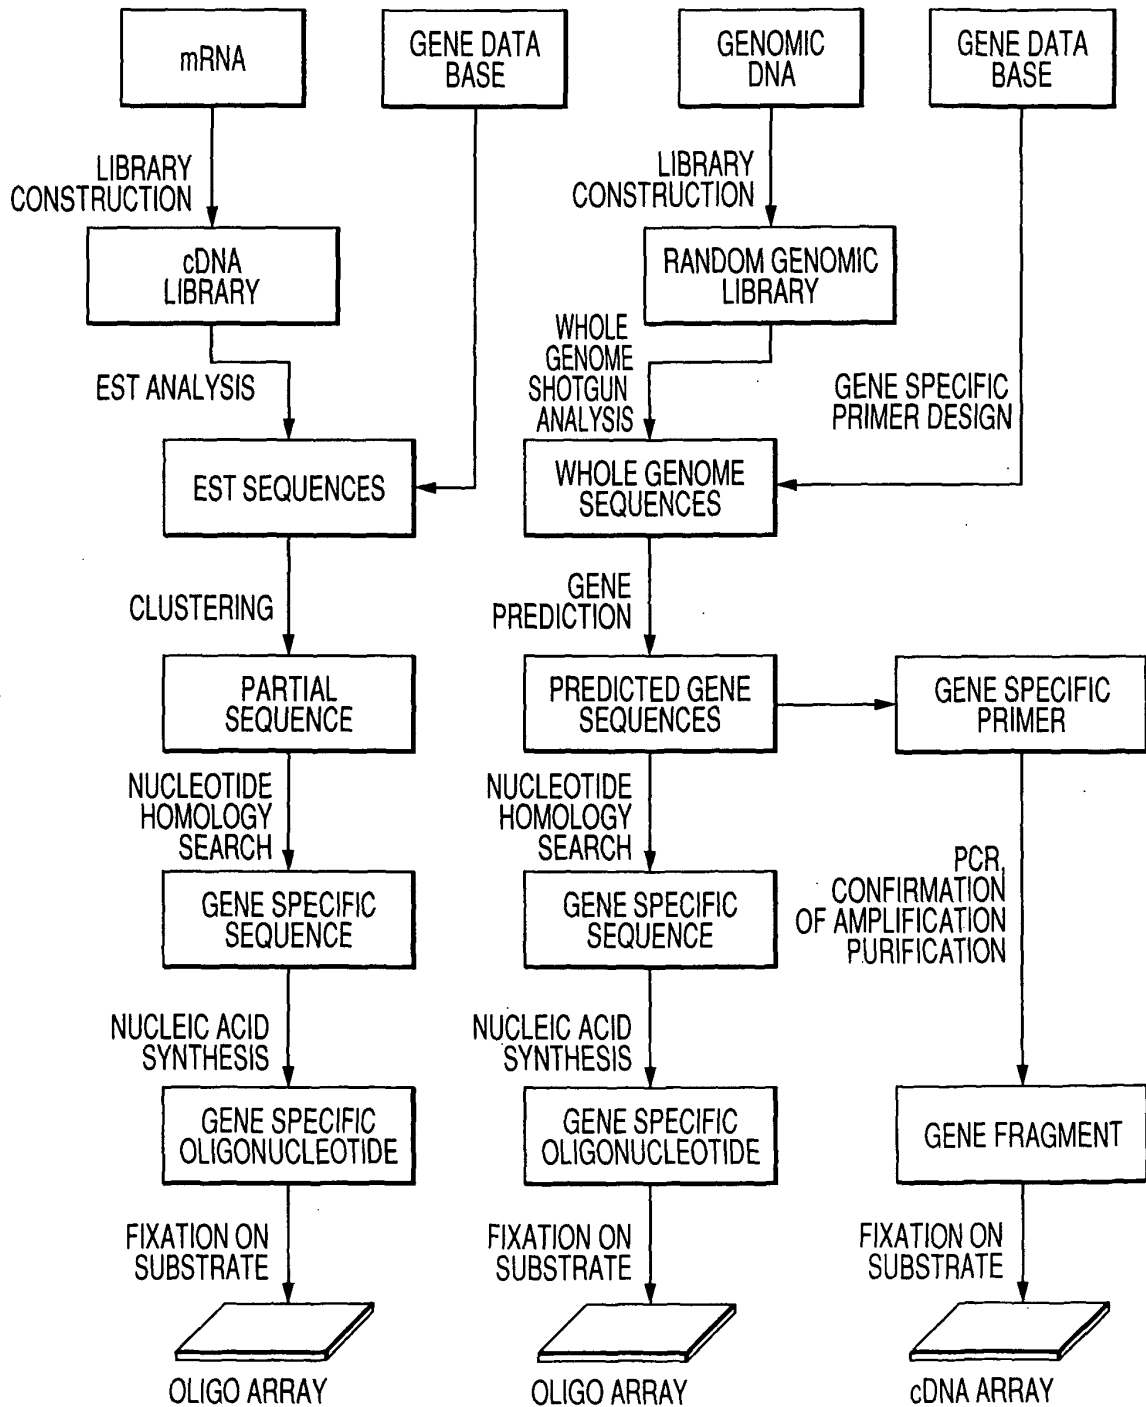 mRNA
GENE DATA
BASE
GENOMIC
DNA
GENE DATA
BASE
LIBRARY
CONSTRUCTION
LIBRARY
CONSTRUCTION
cDNA
LIBRARY
RANDOM GENOMIC
LIBRARY
EST ANALYSIS
WHOLE
GENOME
SHOTGUN
ANALYSIS
GENE SPECIFIC
PRIMER DESIGN
EST SEQUENCES
WHOLE GENOME
SEQUENCES
CLUSTERING
GENE
PREDICTION
PARTIAL
SEQUENCE
PREDICTED GENE
SEQUENCES
GENE SPECIFIC
PRIMER
NUCLEOTIDE
HOMOLOGY
SEARCH
NUCLEOTIDE
HOMOLOGY
SEARCH
PCR,
CONFIRMATION
OF AMPLIFICATION
PURIFICATION
GENE SPECIFIC
SEQUENCE
GENE SPECIFIC
SEQUENCE
NUCLEIC ACID
SYNTHESIS
NUCLEIC ACID
SYNTHESIS
GENE SPECIFIC
OLIGONUCLEOTIDE
GENE SPECIFIC
OLIGONUCLEOTIDE
GENE FRAGMENT
FIXATION ON
SUBSTRATE
FIXATION ON
SUBSTRATE
FIXATION ON
SUBSTRATE
OLIGO ARRAY
OLIGO ARRAY
cDNA ARRAY